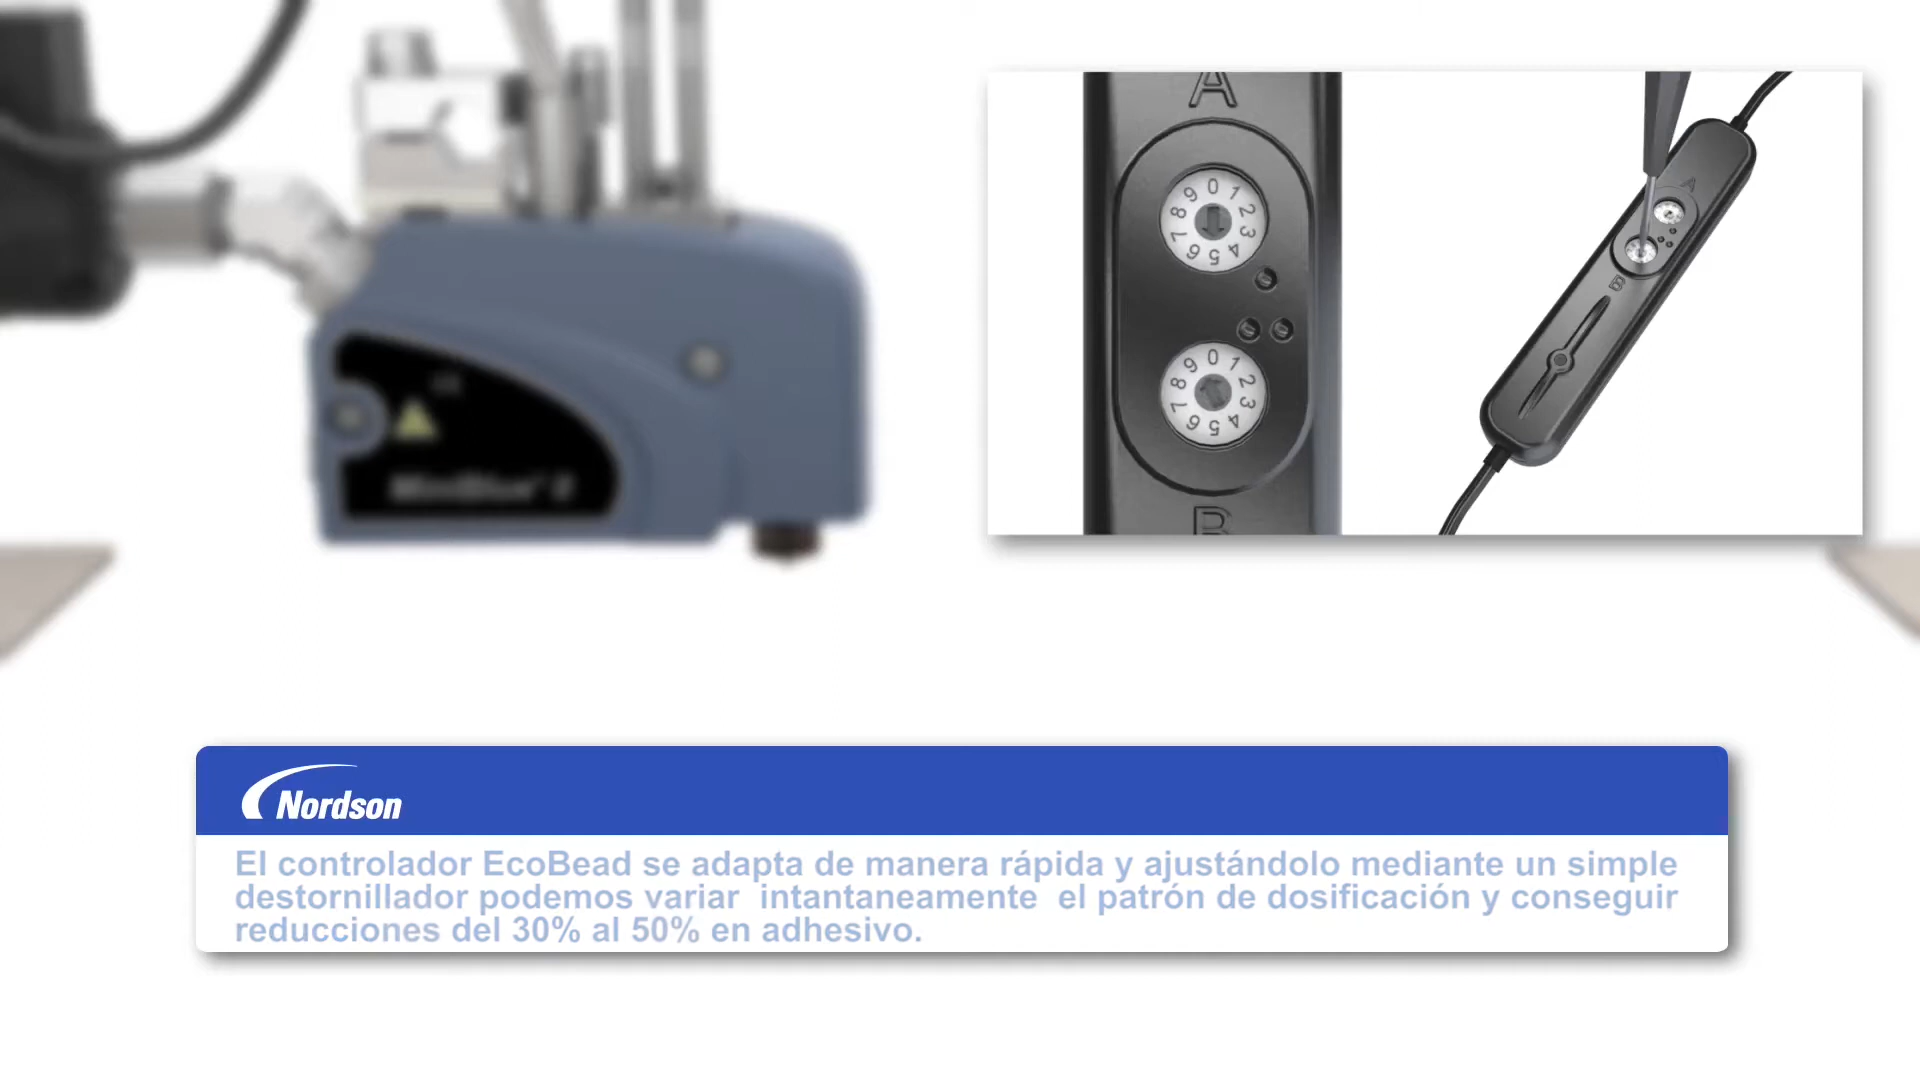 A
0 1 2 3 4 5 6 7 8 9
0 1 2 3 4 5 6 7 8 9
B
A
B
Nordson
El controlador EcoBead se adapta de manera rápida y ajustándolo mediante un simple
destornillador podemos variar intantaneamente el patrón de dosificación y conseguir
reducciones del 30% al 50% en adhesivo.